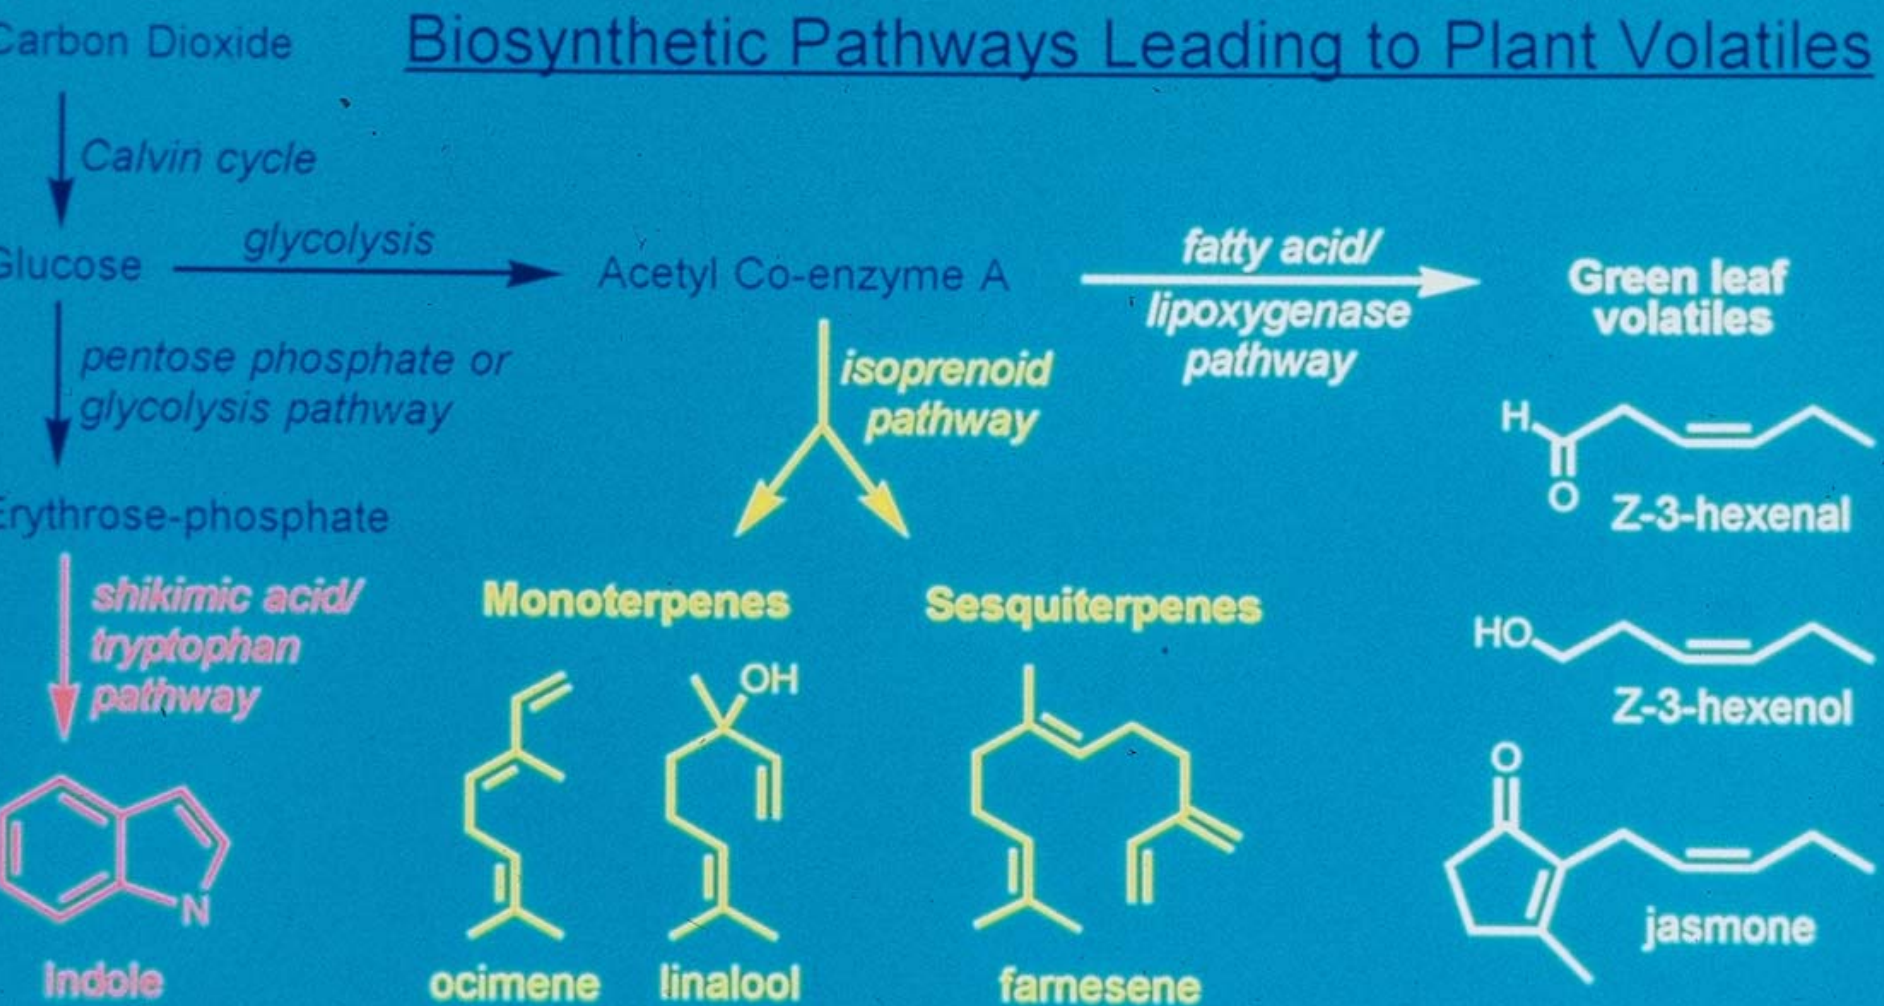 Biosynthetic Pathways Leading to Plant Volatiles
Carbon Dioxide
Calvin cycle
Glucose
glycolysis
Acetyl Co-enzyme A
fatty acid/
lipoxygenase
pathway
Green leaf
volatiles
pentose phosphate or
glycolysis pathway
isoprenoid
pathway
Erythrose-phosphate
shikimic acid/
tryptophan
pathway
Monoterpenes
Sesquiterpenes
H
O
Z-3-hexenal
HO
Z-3-hexenol
OH
O
N
indole
ocimene
linalool
farnesene
jasmone